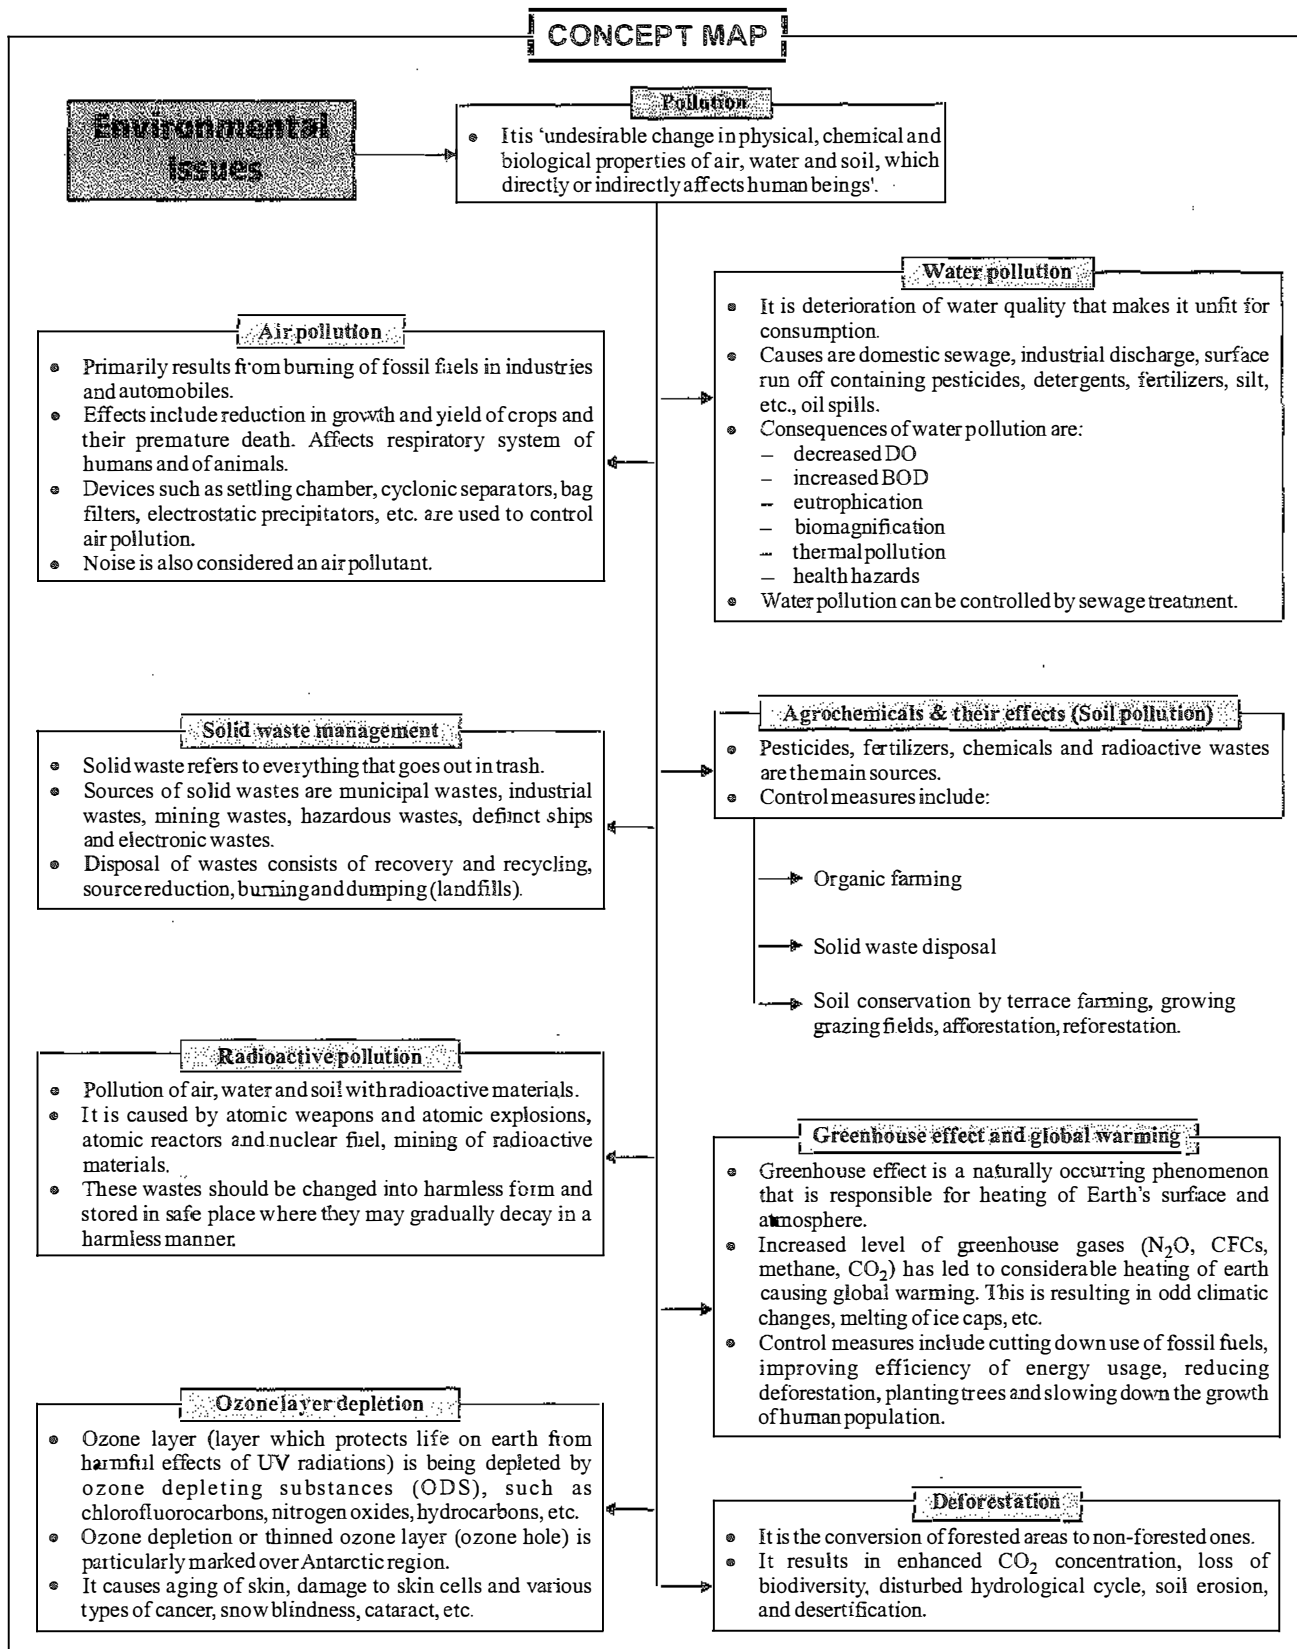 CONCEPT MAP
Environmental
Issues
Pollution
• It is 'undesirable change in physical, chemical and
biological properties of air, water and soil, which
directly or indirectly affects human beings'.
Air pollution
• Primarily results from burning of fossil fuels in industries
and automobiles.
• Effects include reduction in growth and yield of crops and
their premature death. Affects respiratory system of
humans and of animals.
• Devices such as settling chamber, cyclonic separators, bag
filters, electrostatic precipitators, etc. are used to control
air pollution.
• Noise is also considered an air pollutant.
Water pollution
• It is deterioration of water quality that makes it unfit for
consumption.
• Causes are domestic sewage, industrial discharge, surface
run off containing pesticides, detergents, fertilizers, silt,
etc., oil spills.
• Consequences of water pollution are:
– decreased DO
– increased BOD
– eutrophication
– biomagnification
– thermal pollution
– health hazards
• Water pollution can be controlled by sewage treatment.
Solid waste management
• Solid waste refers to everything that goes out in trash.
• Sources of solid wastes are municipal wastes, industrial
wastes, mining wastes, hazardous wastes, defunct ships
and electronic wastes.
• Disposal of wastes consists of recovery and recycling,
source reduction, burning and dumping (landfills).
Agrochemicals & their effects (Soil pollution)
• Pesticides, fertilizers, chemicals and radioactive wastes
are the main sources.
• Control measures include:
Organic farming
Solid waste disposal
Soil conservation by terrace farming, growing
grazing fields, afforestation, reforestation.
Radioactive pollution
• Pollution of air, water and soil with radioactive materials.
• It is caused by atomic weapons and atomic explosions,
atomic reactors and nuclear fuel, mining of radioactive
materials.
• These wastes should be changed into harmless form and
stored in safe place where they may gradually decay in a
harmless manner.
Greenhouse effect and global warming
• Greenhouse effect is a naturally occurring phenomenon
that is responsible for heating of Earth's surface and
atmosphere.
• Increased level of greenhouse gases (N₂O, CFCs,
methane, CO₂) has led to considerable heating of earth
causing global warming. This is resulting in odd climatic
changes, melting of ice caps, etc.
• Control measures include cutting down use of fossil fuels,
improving efficiency of energy usage, reducing
deforestation, planting trees and slowing down the growth
of human population.
Ozone layer depletion
• Ozone layer (layer which protects life on earth from
harmful effects of UV radiations) is being depleted by
ozone depleting substances (ODS), such as
chlorofluorocarbons, nitrogen oxides, hydrocarbons, etc.
• Ozone depletion or thinned ozone layer (ozone hole) is
particularly marked over Antarctic region.
• It causes aging of skin, damage to skin cells and various
types of cancer, snow blindness, cataract, etc.
Deforestation
• It is the conversion of forested areas to non-forested ones.
• It results in enhanced CO₂ concentration, loss of
biodiversity, disturbed hydrological cycle, soil erosion,
and desertification.